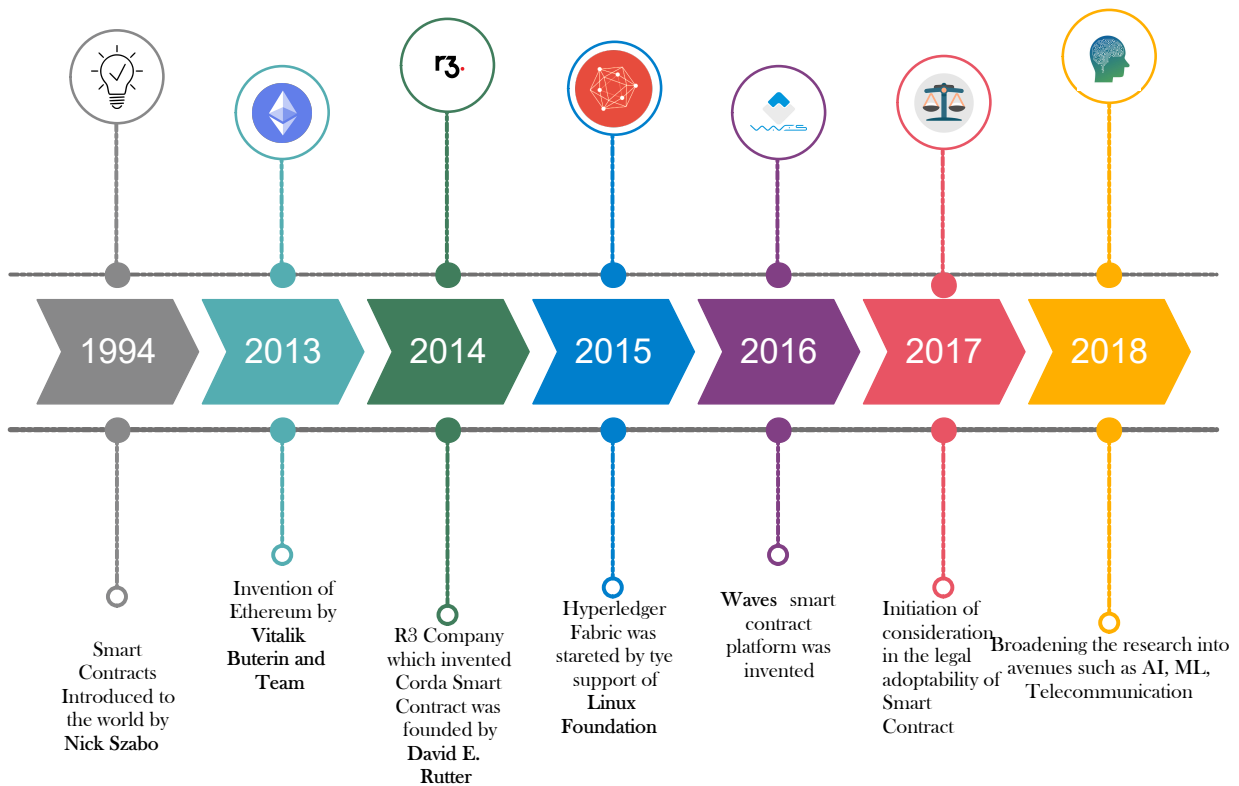 r3.
WAVES
1994
2013
2014
2015
2016
2017
2018
Smart
Contracts
Introduced to
the world by
Nick Szabo
Invention of
Ethereum by
Vitalik
Buterin and
Team
R3 Company
which invented
Corda Smart
Contract was
founded by
David E.
Rutter
Hyperledger
Fabric was
stareted by tye
support of
Linux
Foundation
Waves smart
contract
platform was
invented
Initiation of
consideration
in the legal
adoptability of
Smart
Contract
Broadening the research into
avenues such as AI, ML,
Telecommunication